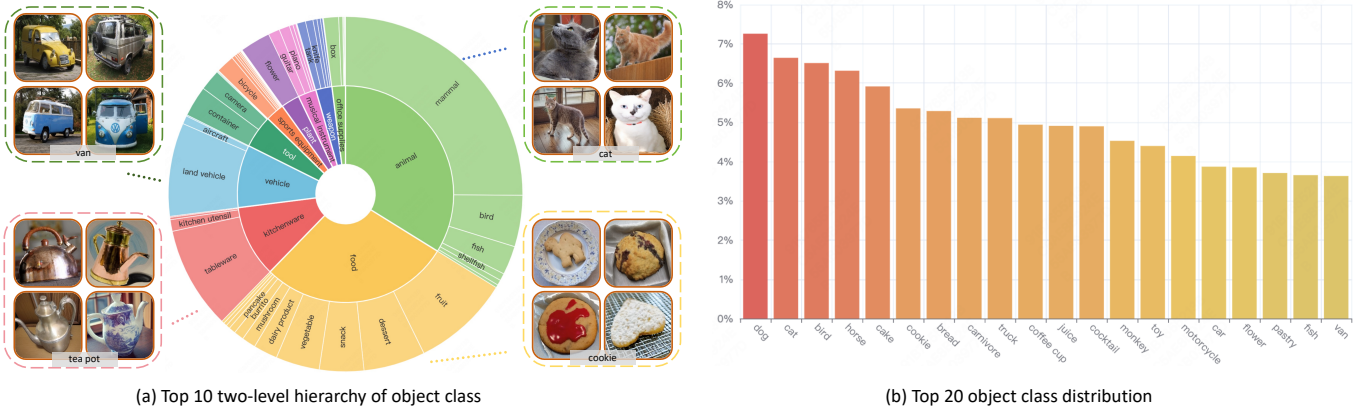 van
tea pot
cat
cookie
mammal
bird
fish
shellfish
fruit
dessert
snack
vegetable
dairy product
mushroom
burrito
pancake
tableware
kitchen utensil
land vehicle
aircraft
container
camera
bicycle
flower
guitar
piano
tank
knife
box
animal
food
kitchenware
vehicle
tool
sports equipment
plant
musical instrument
weapon
office supplies
(a) Top 10 two-level hierarchy of object class
8%
7%
6%
5%
4%
3%
2%
1%
0%
dog
cat
bird
horse
cake
cookie
bread
carnivore
truck
coffee cup
juice
cocktail
monkey
toy
motorcycle
car
flower
pastry
fish
van
(b) Top 20 object class distribution